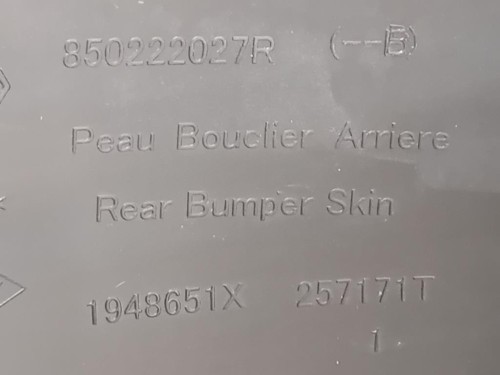 850222027R (--B)
Peau Bouclier Arriere
Rear Bumper Skin
1948651X 257171T
1